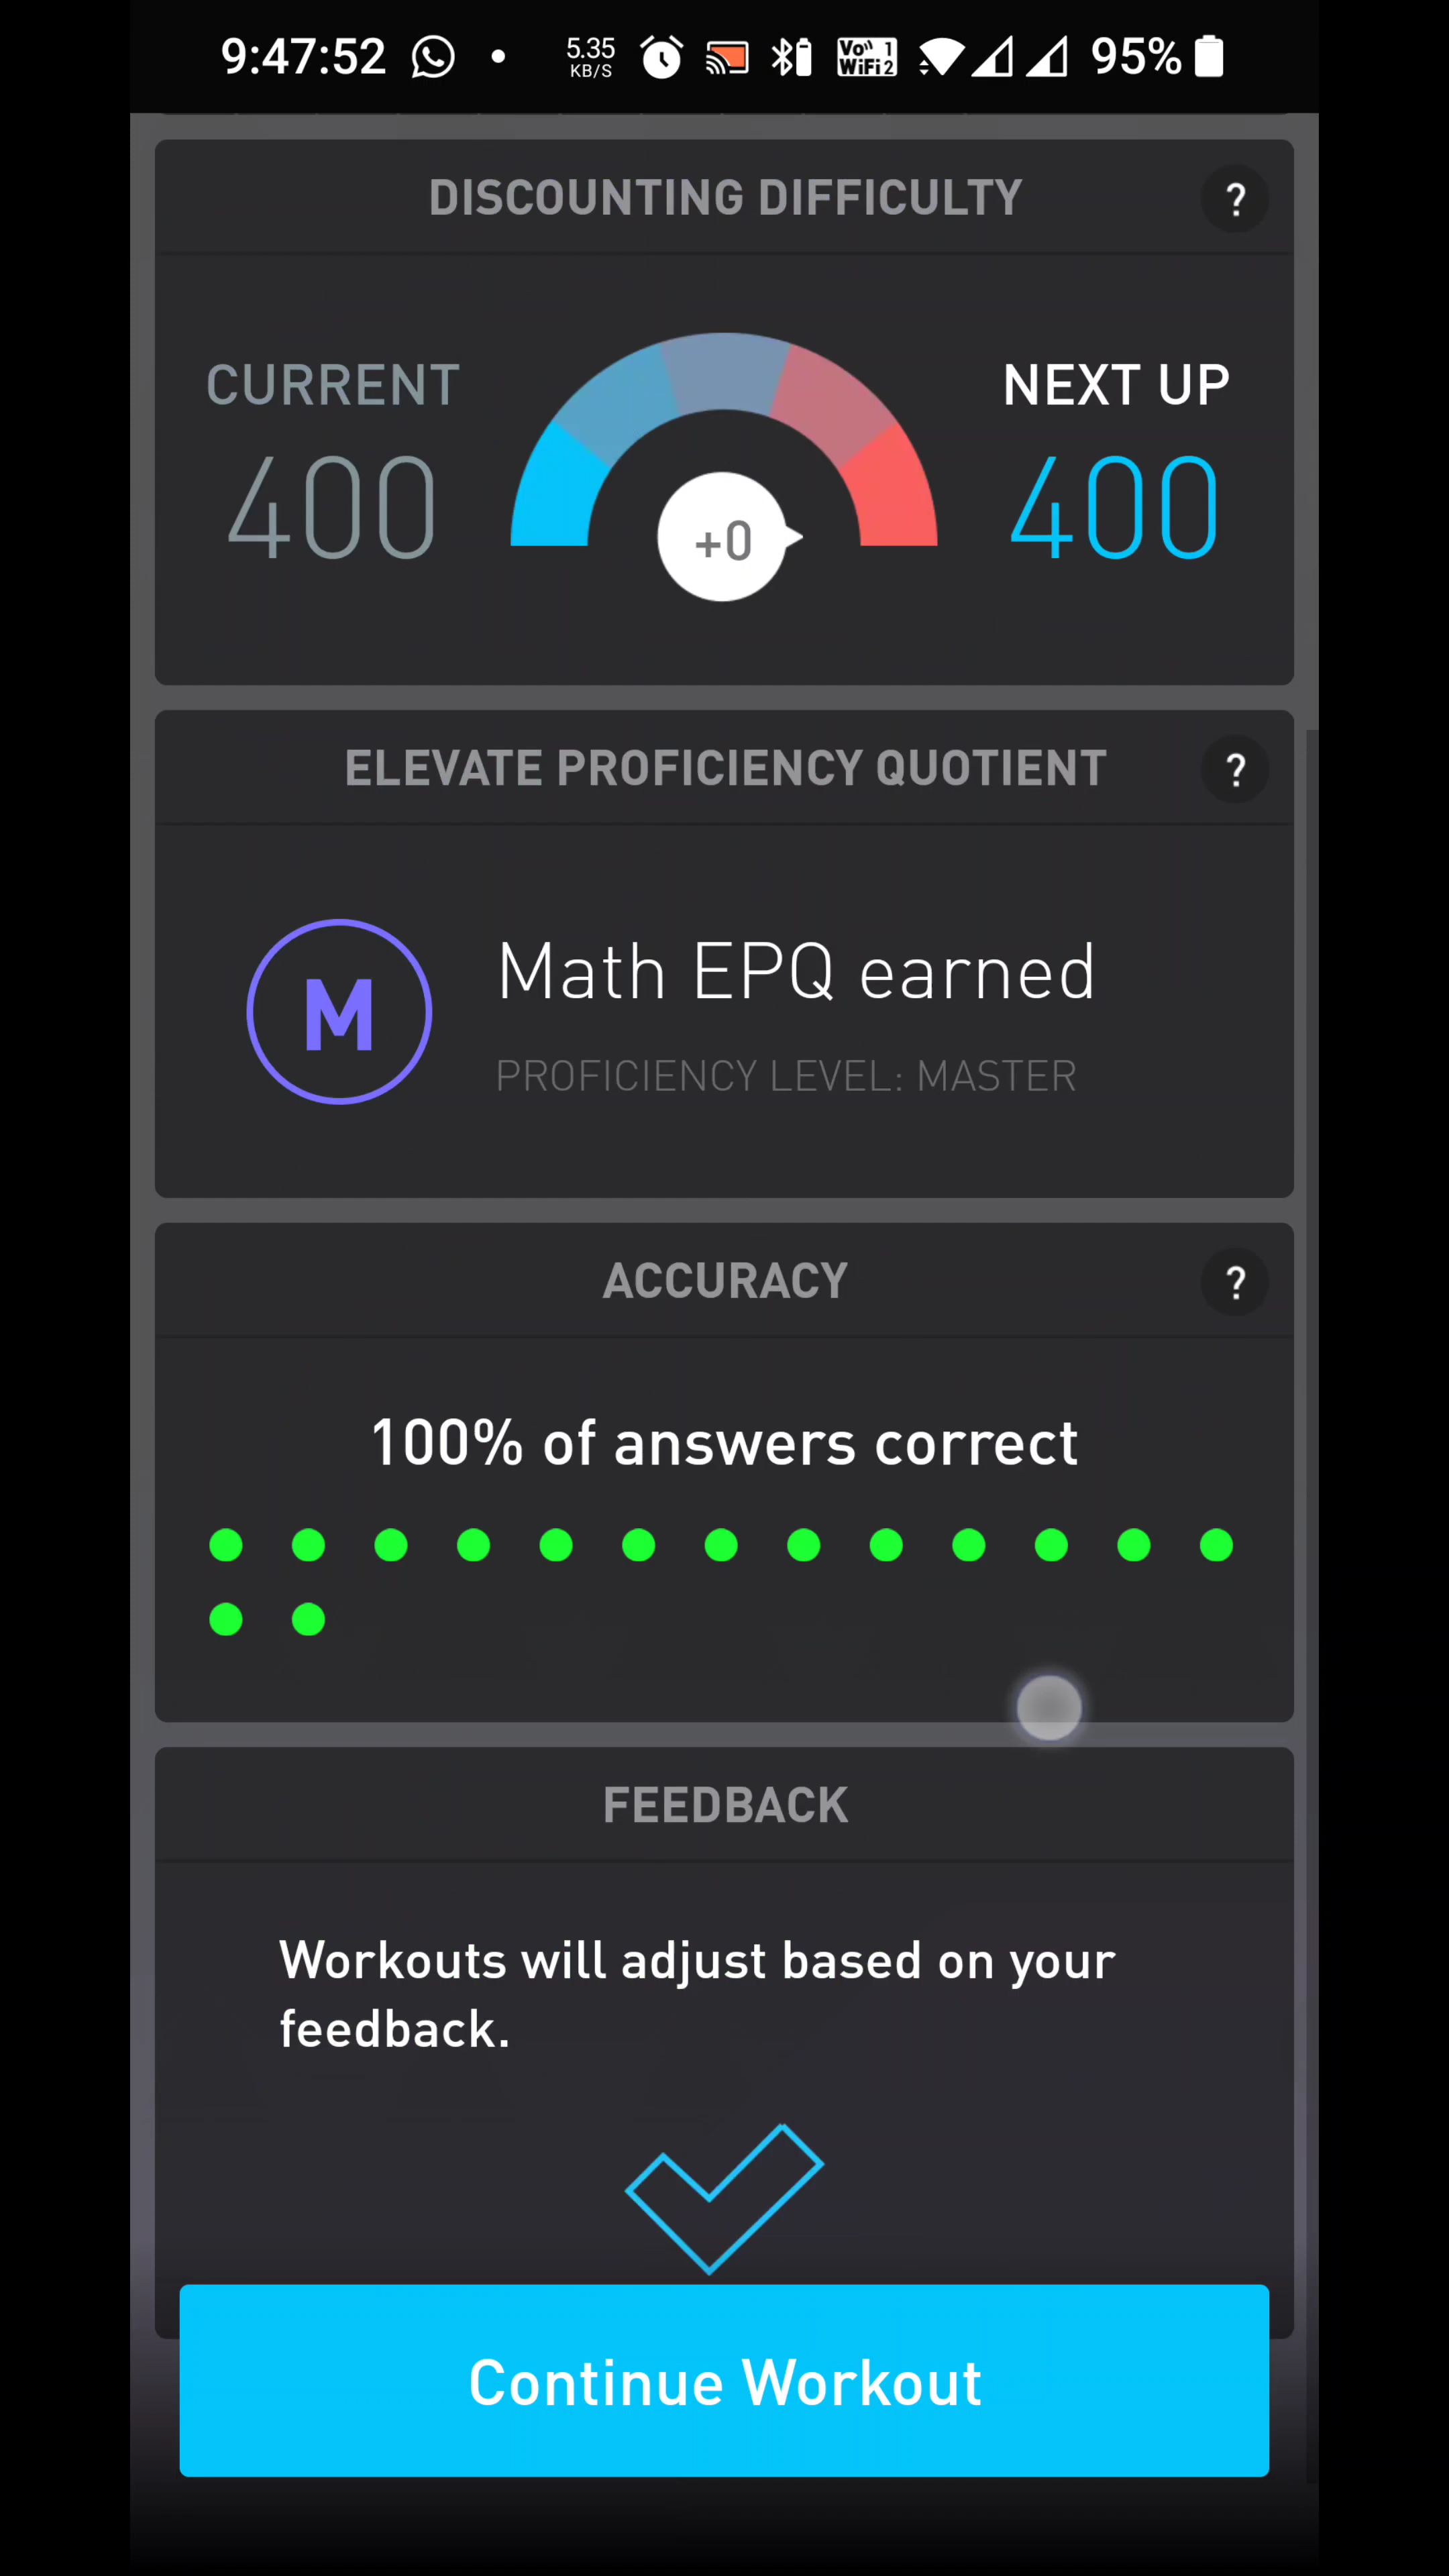 9:47:52 • 5.35 KB/S Vo 1 WiFi 2 95%
DISCOUNTING DIFFICULTY ?
CURRENT NEXT UP
400 +0 400
ELEVATE PROFICIENCY QUOTIENT ?
M Math EPQ earned
PROFICIENCY LEVEL: MASTER
ACCURACY ?
100% of answers correct
FEEDBACK
Workouts will adjust based on your
feedback.
Continue Workout